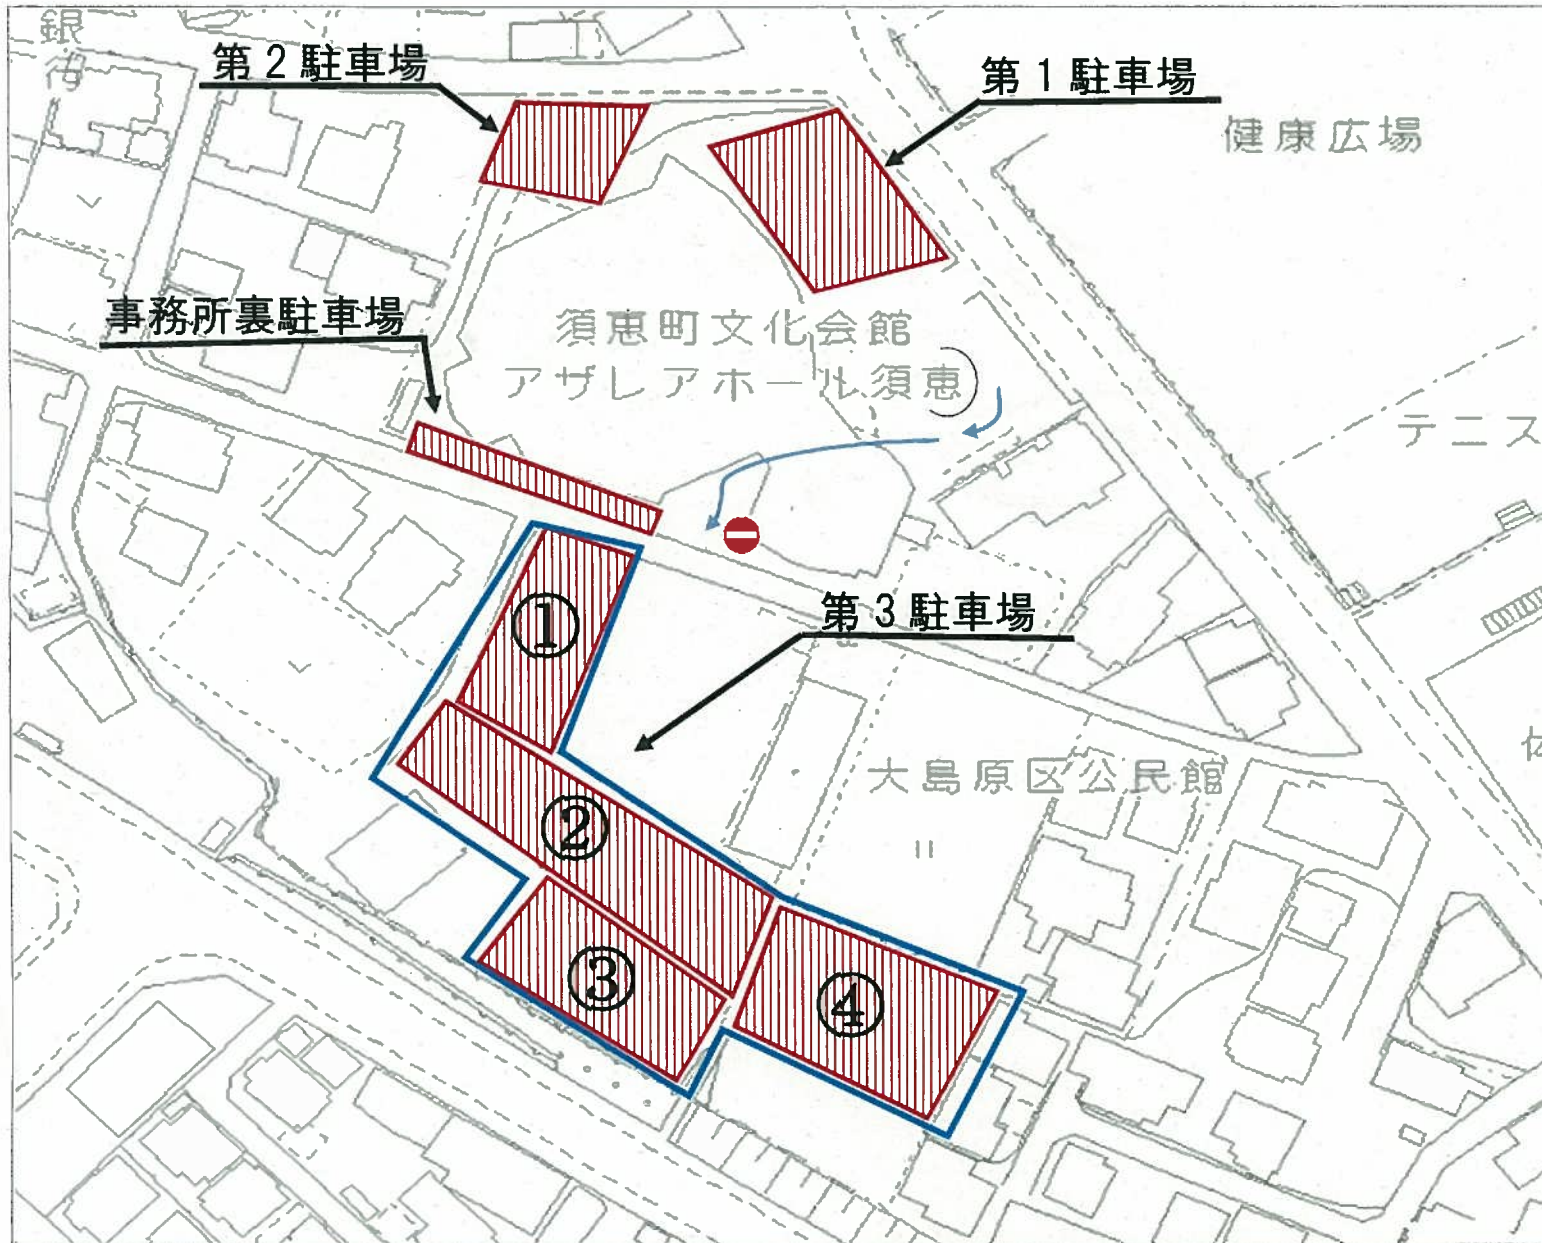 銀
第2駐車場
第1駐車場
健康広場
事務所裏駐車場
須恵町文化会館
アザレアホール須恵
テニス
①
第3駐車場
大島原区公民館
②
③
④